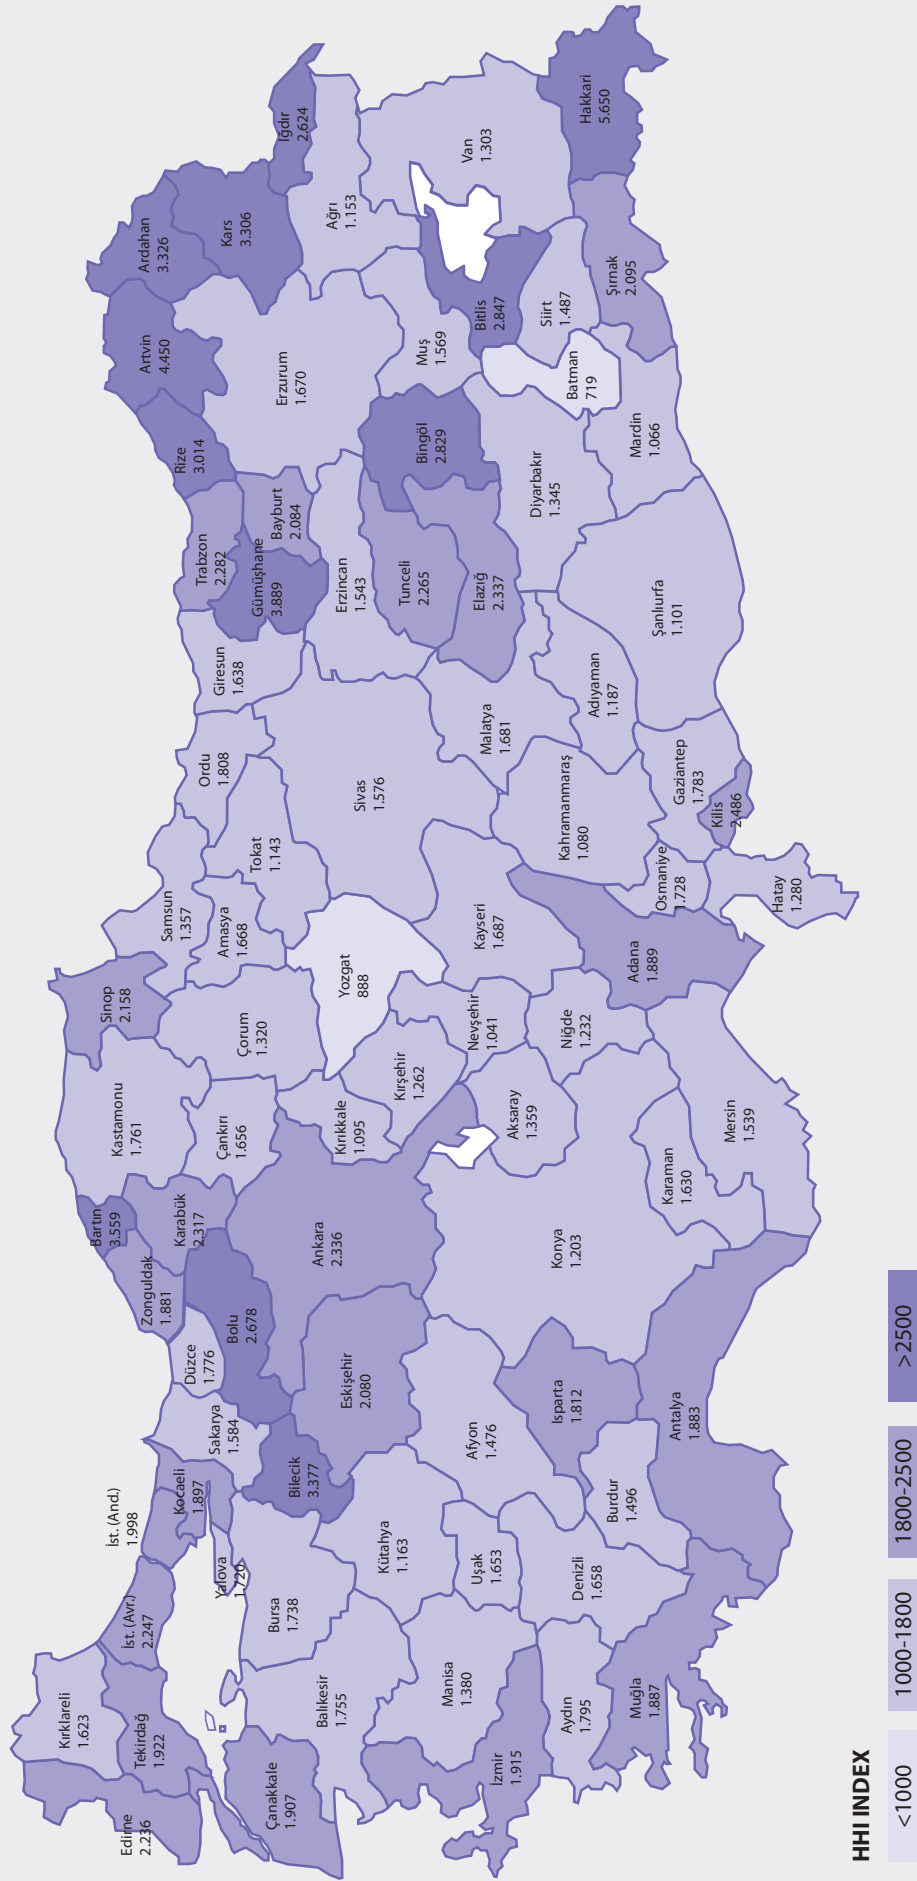 Kırklareli
1.623
Edirne
2.236
Tekirdağ
1.922
İst. (Avr.)
2.247
İst. (And.)
1.998
Kocaeli
1.897
Yalova
1.720
Sakarya
1.584
Düzce
1.776
Zonguldak
1.881
Bartın
3.559
Karabük
2.317
Kastamonu
1.761
Sinop
2.158
Çankırı
1.656
Çorum
1.320
Samsun
1.357
Amasya
1.668
Ordu
1.808
Tokat
1.143
Giresun
1.638
Trabzon
2.282
Gümüşhane
3.889
Bayburt
2.084
Rize
3.014
Artvin
4.450
Ardahan
3.326
Kars
3.306
Iğdır
2.624
Ağrı
1.153
Erzurum
1.670
Erzincan
1.543
Sivas
1.576
Yozgat
888
Kırıkkale
1.095
Kırşehir
1.262
Ankara
2.336
Bolu
2.678
Eskişehir
2.080
Bilecik
3.377
Bursa
1.738
Balıkesir
1.755
Çanakkale
1.907
Kütahya
1.163
Manisa
1.380
Uşak
1.653
Afyon
1.476
İzmir
1.915
Aydın
1.795
Denizli
1.658
Muğla
1.887
Burdur
1.496
Isparta
1.812
Antalya
1.883
Konya
1.203
Karaman
1.630
Mersin
1.539
Aksaray
1.359
Nevşehir
1.041
Niğde
1.232
Kayseri
1.687
Adana
1.889
Osmaniye
1.728
Hatay
1.280
Kahramanmaraş
1.080
Gaziantep
1.783
Kilis
2.486
Malatya
1.681
Adıyaman
1.187
Şanlıurfa
1.101
Elazığ
2.337
Tunceli
2.265
Bingöl
2.829
Muş
1.569
Bitlis
2.847
Diyarbakır
1.345
Batman
719
Mardin
1.066
Siirt
1.487
Şırnak
2.095
Van
1.303
Hakkari
5.650
HHI INDEX
<1000
1000-1800
1800-2500
>2500